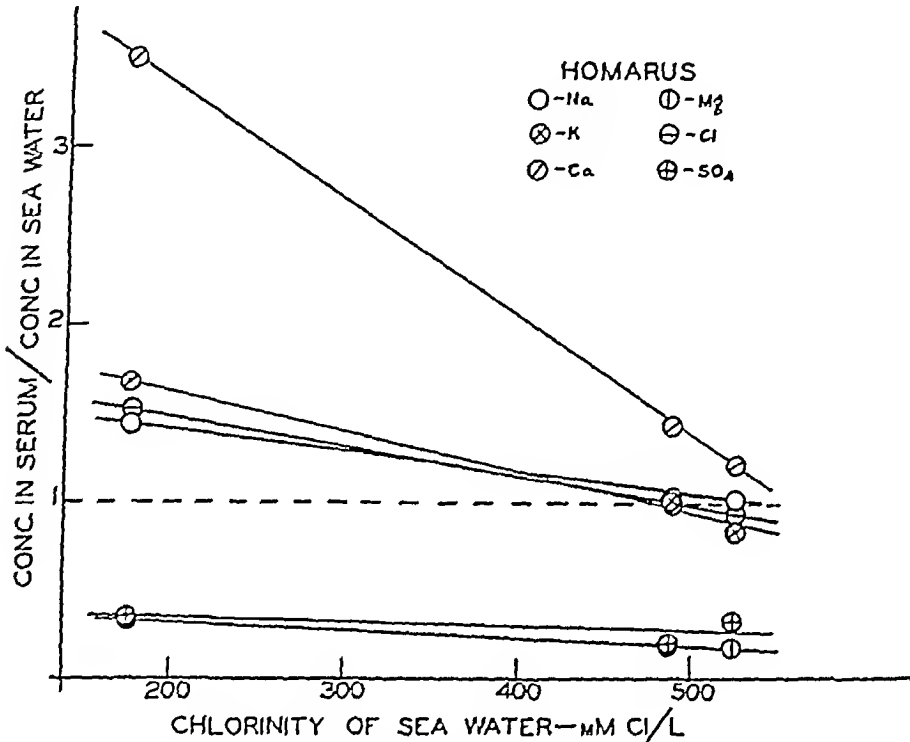 HOMARUS
-Na
-Mg
-K
-Cl
-Ca
-SO4
CONC IN SERUM/CONC IN SEA WATER
3
2
1
200 300 400 500
CHLORINITY OF SEA WATER—MM Cl/L